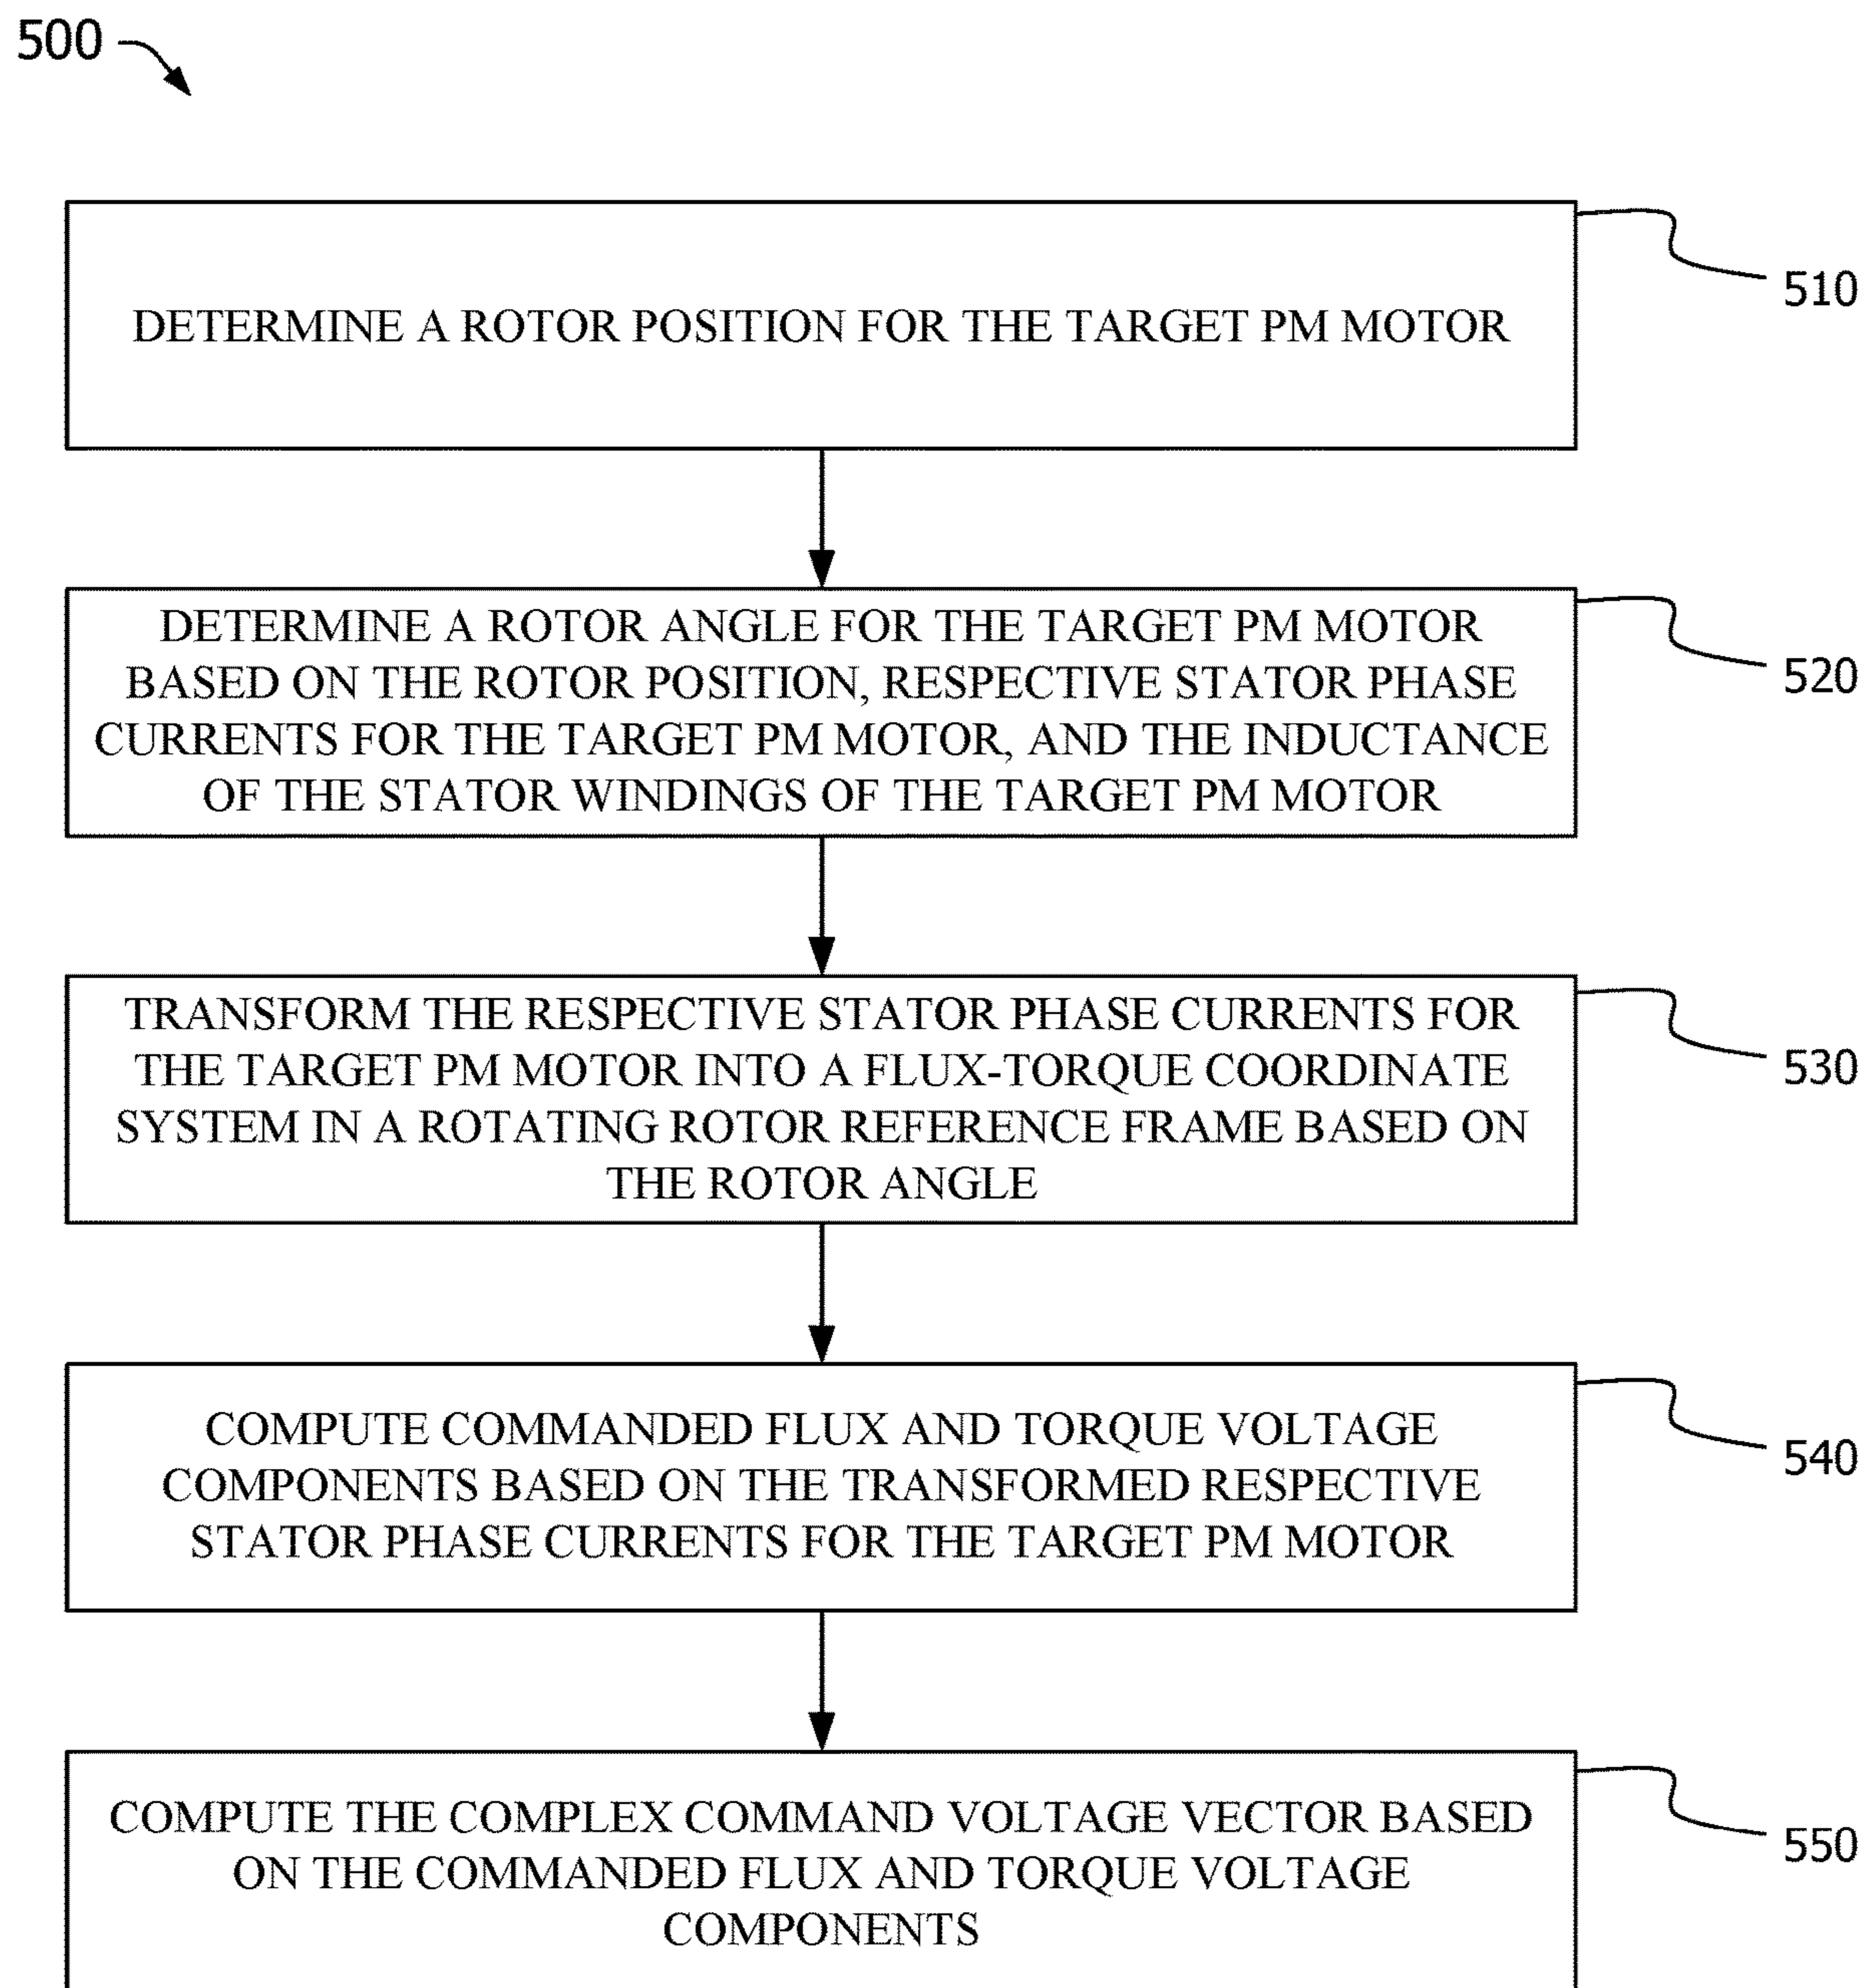 500
DETERMINE A ROTOR POSITION FOR THE TARGET PM MOTOR
510
DETERMINE A ROTOR ANGLE FOR THE TARGET PM MOTOR
BASED ON THE ROTOR POSITION, RESPECTIVE STATOR PHASE
CURRENTS FOR THE TARGET PM MOTOR, AND THE INDUCTANCE
OF THE STATOR WINDINGS OF THE TARGET PM MOTOR
520
TRANSFORM THE RESPECTIVE STATOR PHASE CURRENTS FOR
THE TARGET PM MOTOR INTO A FLUX-TORQUE COORDINATE
SYSTEM IN A ROTATING ROTOR REFERENCE FRAME BASED ON
THE ROTOR ANGLE
530
COMPUTE COMMANDED FLUX AND TORQUE VOLTAGE
COMPONENTS BASED ON THE TRANSFORMED RESPECTIVE
STATOR PHASE CURRENTS FOR THE TARGET PM MOTOR
540
COMPUTE THE COMPLEX COMMAND VOLTAGE VECTOR BASED
ON THE COMMANDED FLUX AND TORQUE VOLTAGE
COMPONENTS
550